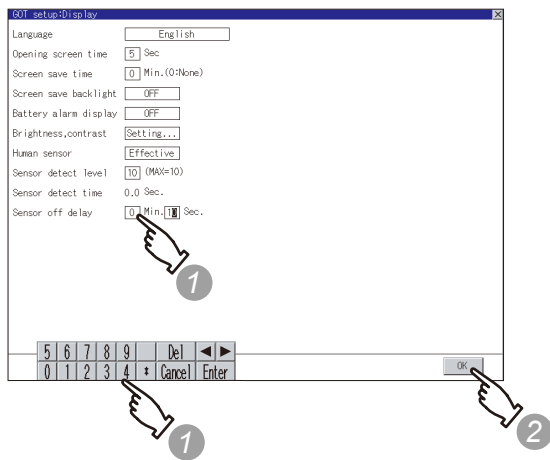 GOT setup:Display
Language English
Opening screen time 5 Sec
Screen save time 0 Min.(0:None)
Screen save backlight OFF
Battery alarm display OFF
Brightness,contrast Setting...
Human sensor Effective
Sensor detect level 10 (MAX=10)
Sensor detect time 0.0 Sec.
Sensor off delay 0 Min. 10 Sec.
1
5 6 7 8 9 Del ◄ ►
0 1 2 3 4 Cancel Enter
OK
1
2